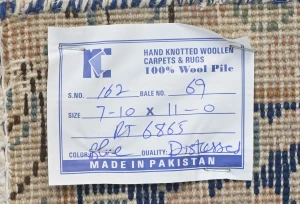 HAND KNOTTED WOOLLEN
CARPETS & RUGS
100% Wool Pile
S.NO. 162 BALE NO. 69
SIZE 7-10 x 11-0
RJ 6865
COLOR Blue QUALITY: Distressed
MADE IN PAKISTAN